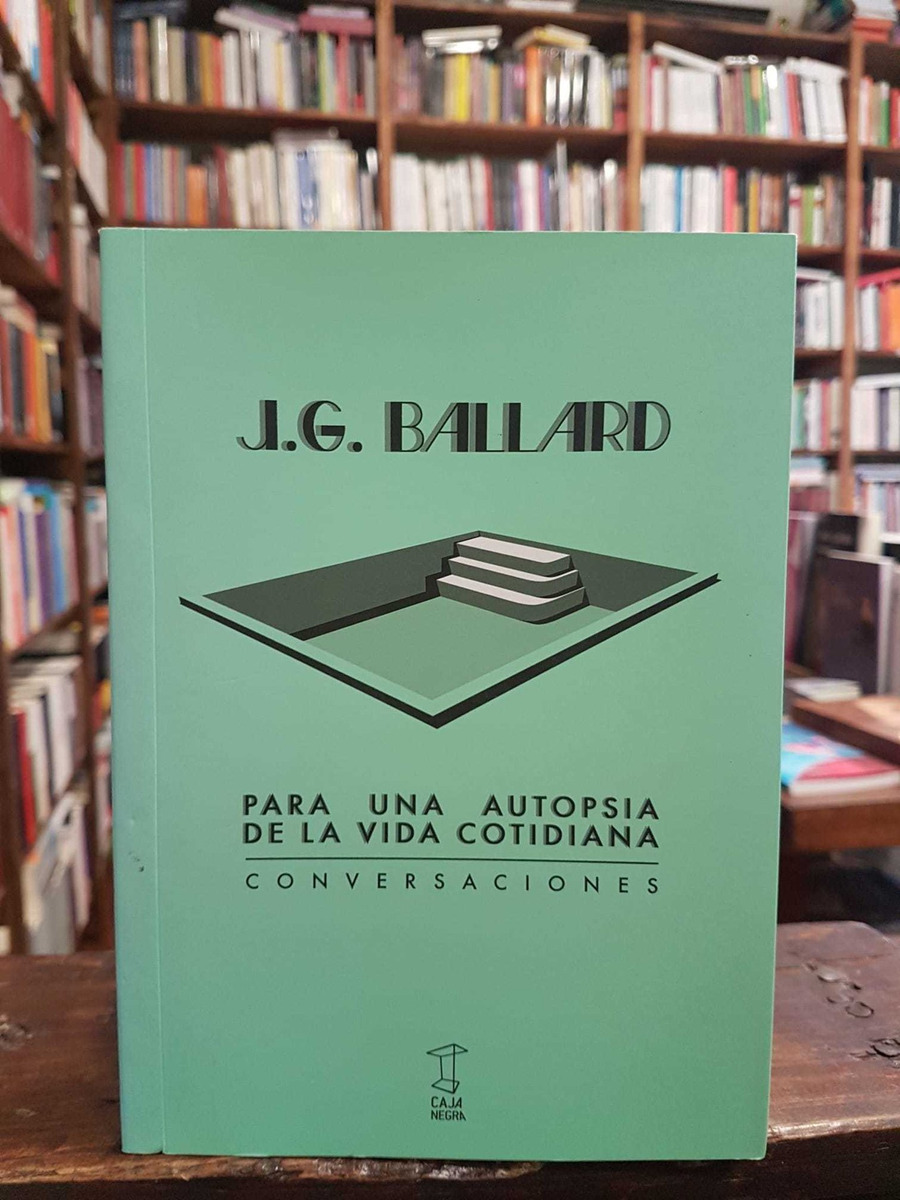 J.G. BALLARD
PARA UNA AUTOPSIA
DE LA VIDA COTIDIANA
CONVERSACIONES
CAJA
NEGRA